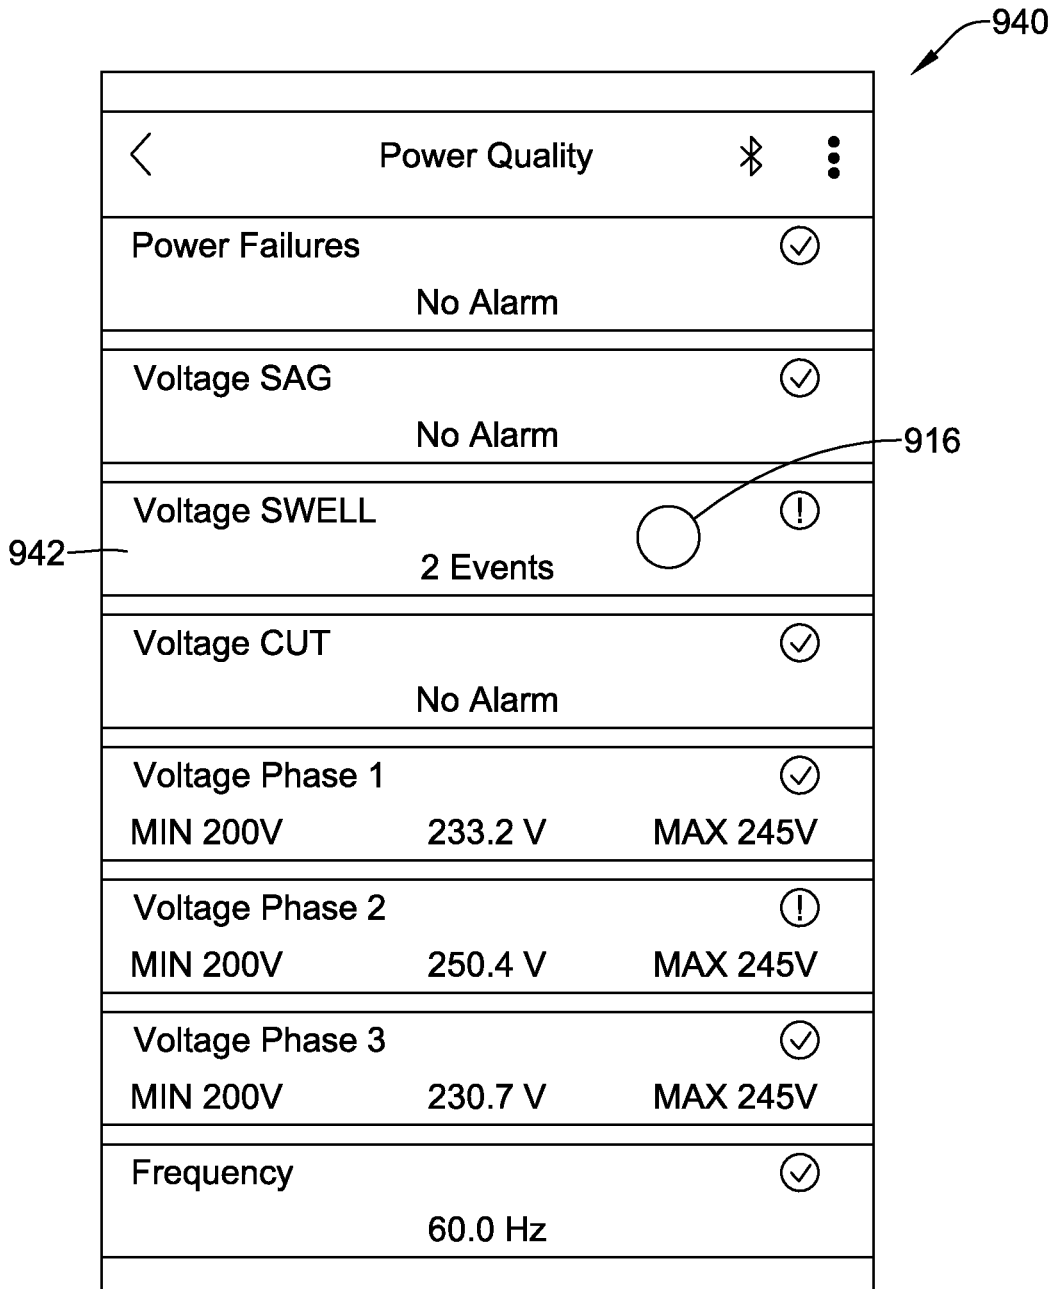 940
Power Quality
Power Failures
No Alarm
Voltage SAG
No Alarm
916
Voltage SWELL
942
2 Events
Voltage CUT
No Alarm
Voltage Phase 1
MIN 200V 233.2 V MAX 245V
Voltage Phase 2
MIN 200V 250.4 V MAX 245V
Voltage Phase 3
MIN 200V 230.7 V MAX 245V
Frequency
60.0 Hz